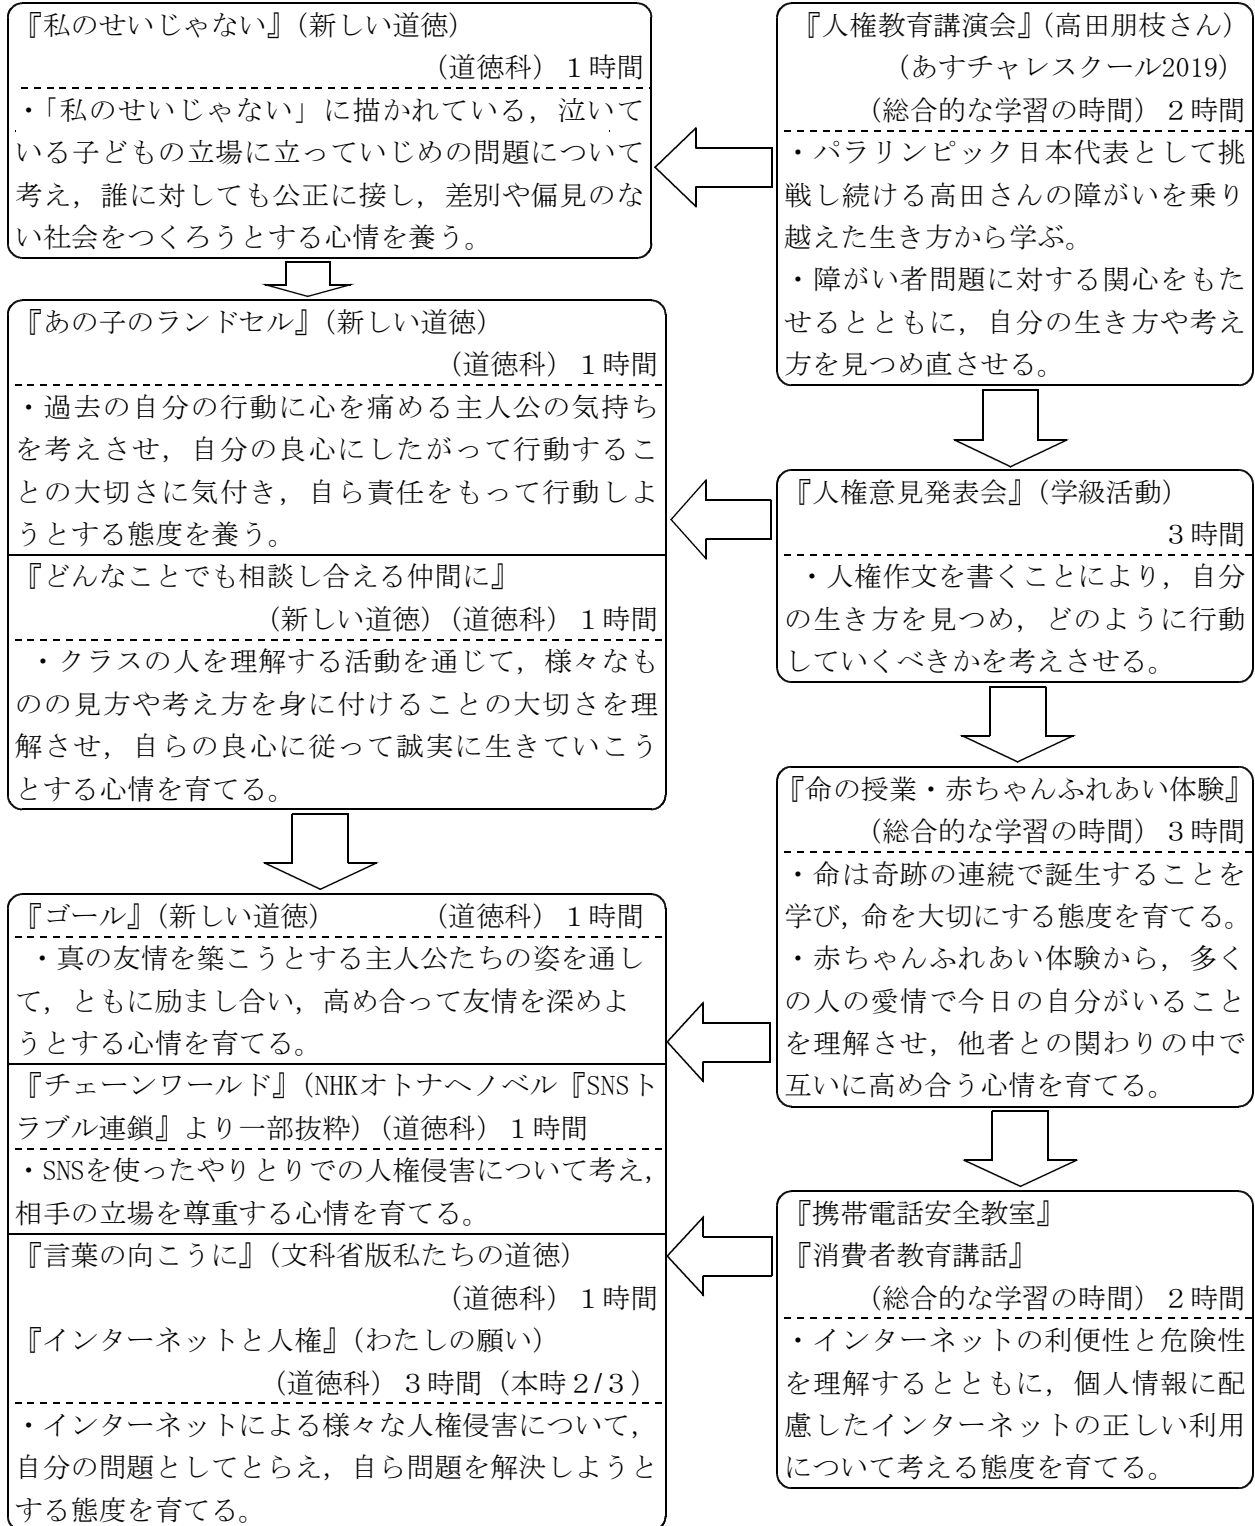 『私のせいじゃない』(新しい道徳)
(道徳科) 1時間
・「私のせいじゃない」に描かれている，泣いて
いる子どもの立場に立っていじめの問題について
考え，誰に対しても公正に接し，差別や偏見のな
い社会をつくろうとする心情を養う。
『あの子のランドセル』(新しい道徳)
(道徳科) 1時間
・過去の自分の行動に心を痛める主人公の気持ち
を考えさせ，自分の良心にしたがって行動するこ
との大切さに気付き，自ら責任をもって行動しよ
うとする態度を養う。
『どんなことでも相談し合える仲間に』
(新しい道徳)(道徳科) 1時間
・クラスの人を理解する活動を通じて，様々なも
のの見方や考え方を身に付けることの大切さを理
解させ，自らの良心に従って誠実に生きていこう
とする心情を育てる。
『ゴール』(新しい道徳) (道徳科) 1時間
・真の友情を築こうとする主人公たちの姿を通し
て，ともに励まし合い，高め合って友情を深めよ
うとする心情を育てる。
『チェーンワールド』(NHKオトナヘノベル『SNSト
ラブル連鎖』より一部抜粋)(道徳科) 1時間
・SNSを使ったやりとりでの人権侵害について考え，
相手の立場を尊重する心情を育てる。
『言葉の向こうに』(文科省版私たちの道徳)
(道徳科) 1時間
『インターネットと人権』(わたしの願い)
(道徳科) 3時間 (本時2/3)
・インターネットによる様々な人権侵害について，
自分の問題としてとらえ，自ら問題を解決しようと
する態度を育てる。
『人権教育講演会』(高田朋枝さん)
(あすチャレスクール2019)
(総合的な学習の時間) 2時間
・パラリンピック日本代表として挑
戦し続ける高田さんの障がいを乗り
越えた生き方から学ぶ。
・障がい者問題に対する関心をもた
せるとともに，自分の生き方や考え
方を見つめ直させる。
『人権意見発表会』(学級活動)
3時間
・人権作文を書くことにより，自分
の生き方を見つめ，どのように行動
していくべきかを考えさせる。
『命の授業・赤ちゃんふれあい体験』
(総合的な学習の時間) 3時間
・命は奇跡の連続で誕生することを
学び，命を大切にする態度を育てる。
・赤ちゃんふれあい体験から，多く
の人の愛情で今日の自分がいること
を理解させ，他者との関わりの中で
互いに高め合う心情を育てる。
『携帯電話安全教室』
『消費者教育講話』
(総合的な学習の時間) 2時間
・インターネットの利便性と危険性
を理解するとともに，個人情報に配
慮したインターネットの正しい利用
について考える態度を育てる。